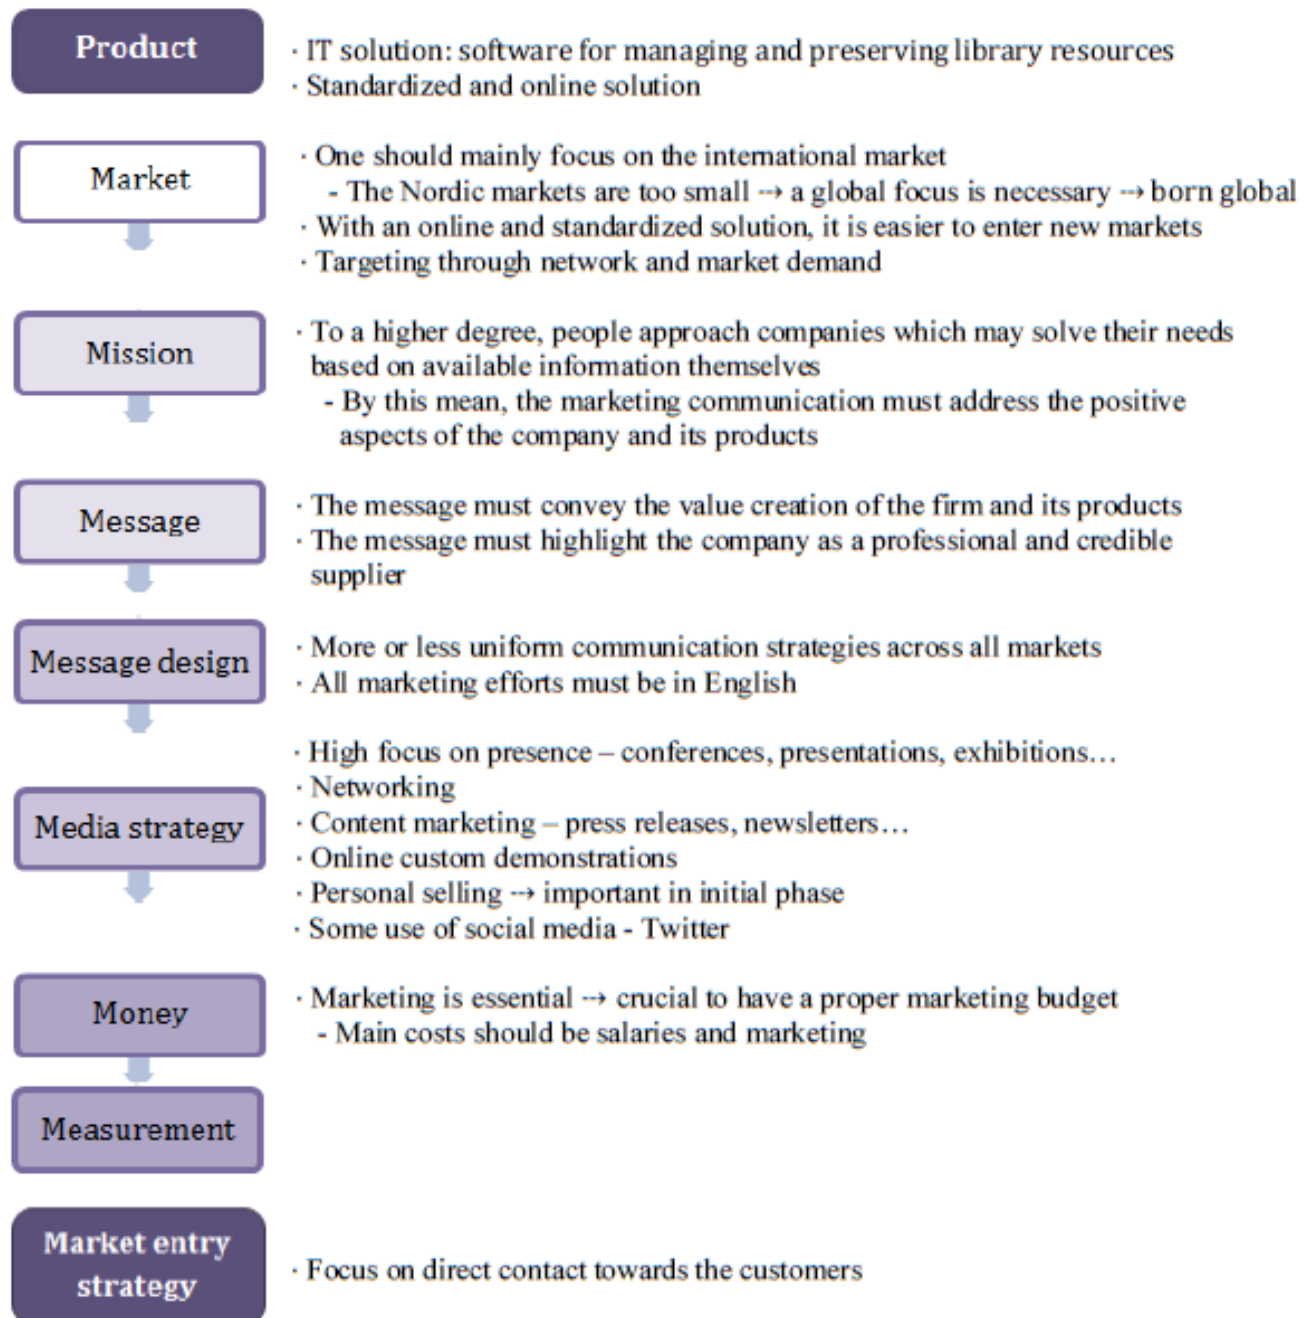 Product
· IT solution: software for managing and preserving library resources
· Standardized and online solution
Market
· One should mainly focus on the international market
- The Nordic markets are too small --→ a global focus is necessary --→ born global
· With an online and standardized solution, it is easier to enter new markets
· Targeting through network and market demand
Mission
· To a higher degree, people approach companies which may solve their needs
based on available information themselves
- By this mean, the marketing communication must address the positive
aspects of the company and its products
Message
· The message must convey the value creation of the firm and its products
· The message must highlight the company as a professional and credible
supplier
Message design
· More or less uniform communication strategies across all markets
· All marketing efforts must be in English
Media strategy
· High focus on presence – conferences, presentations, exhibitions…
· Networking
· Content marketing – press releases, newsletters…
· Online custom demonstrations
· Personal selling --→ important in initial phase
· Some use of social media - Twitter
Money
· Marketing is essential --→ crucial to have a proper marketing budget
- Main costs should be salaries and marketing
Measurement
Market entry
strategy
· Focus on direct contact towards the customers